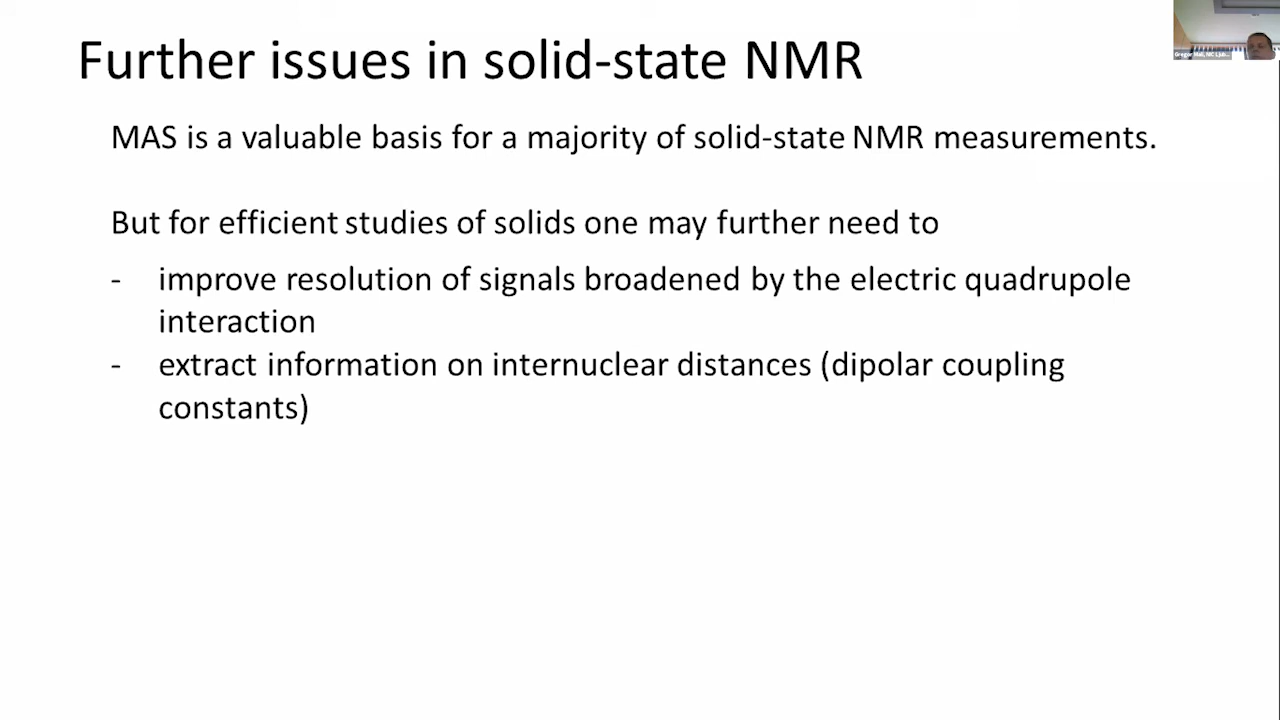 Further issues in solid-state NMR
MAS is a valuable basis for a majority of solid-state NMR measurements.
But for efficient studies of solids one may further need to
- improve resolution of signals broadened by the electric quadrupole
interaction
- extract information on internuclear distances (dipolar coupling
constants)